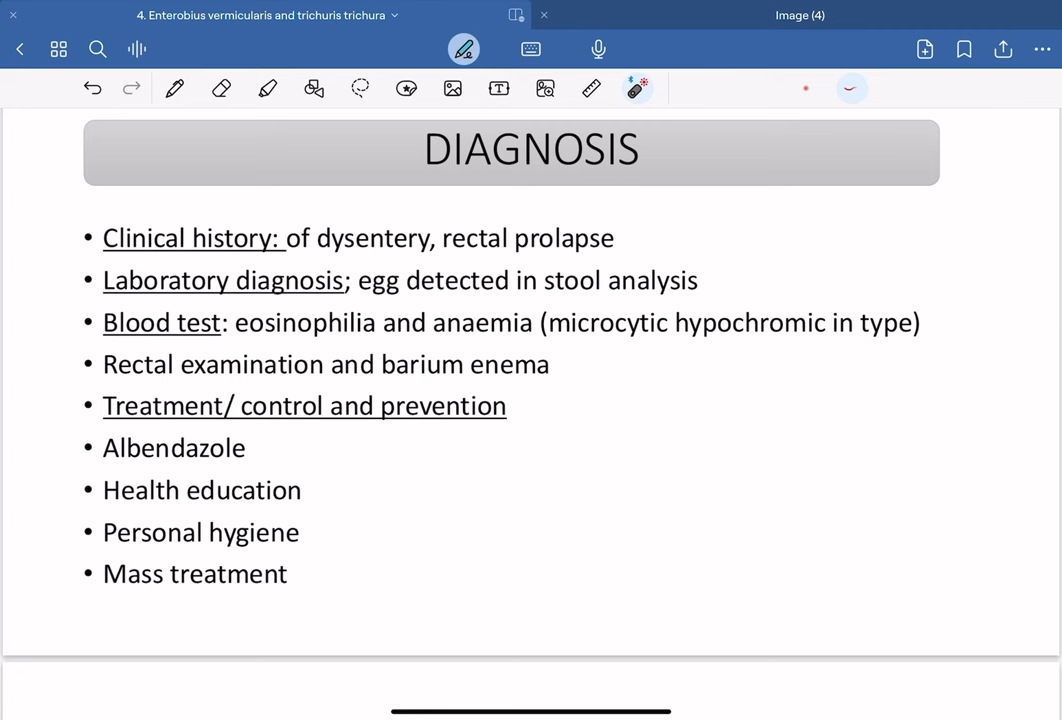 4. Enterobius vermicularis and trichuris trichura
Image (4)
DIAGNOSIS
• Clinical history: of dysentery, rectal prolapse
• Laboratory diagnosis; egg detected in stool analysis
• Blood test: eosinophilia and anaemia (microcytic hypochromic in type)
• Rectal examination and barium enema
• Treatment/ control and prevention
• Albendazole
• Health education
• Personal hygiene
• Mass treatment